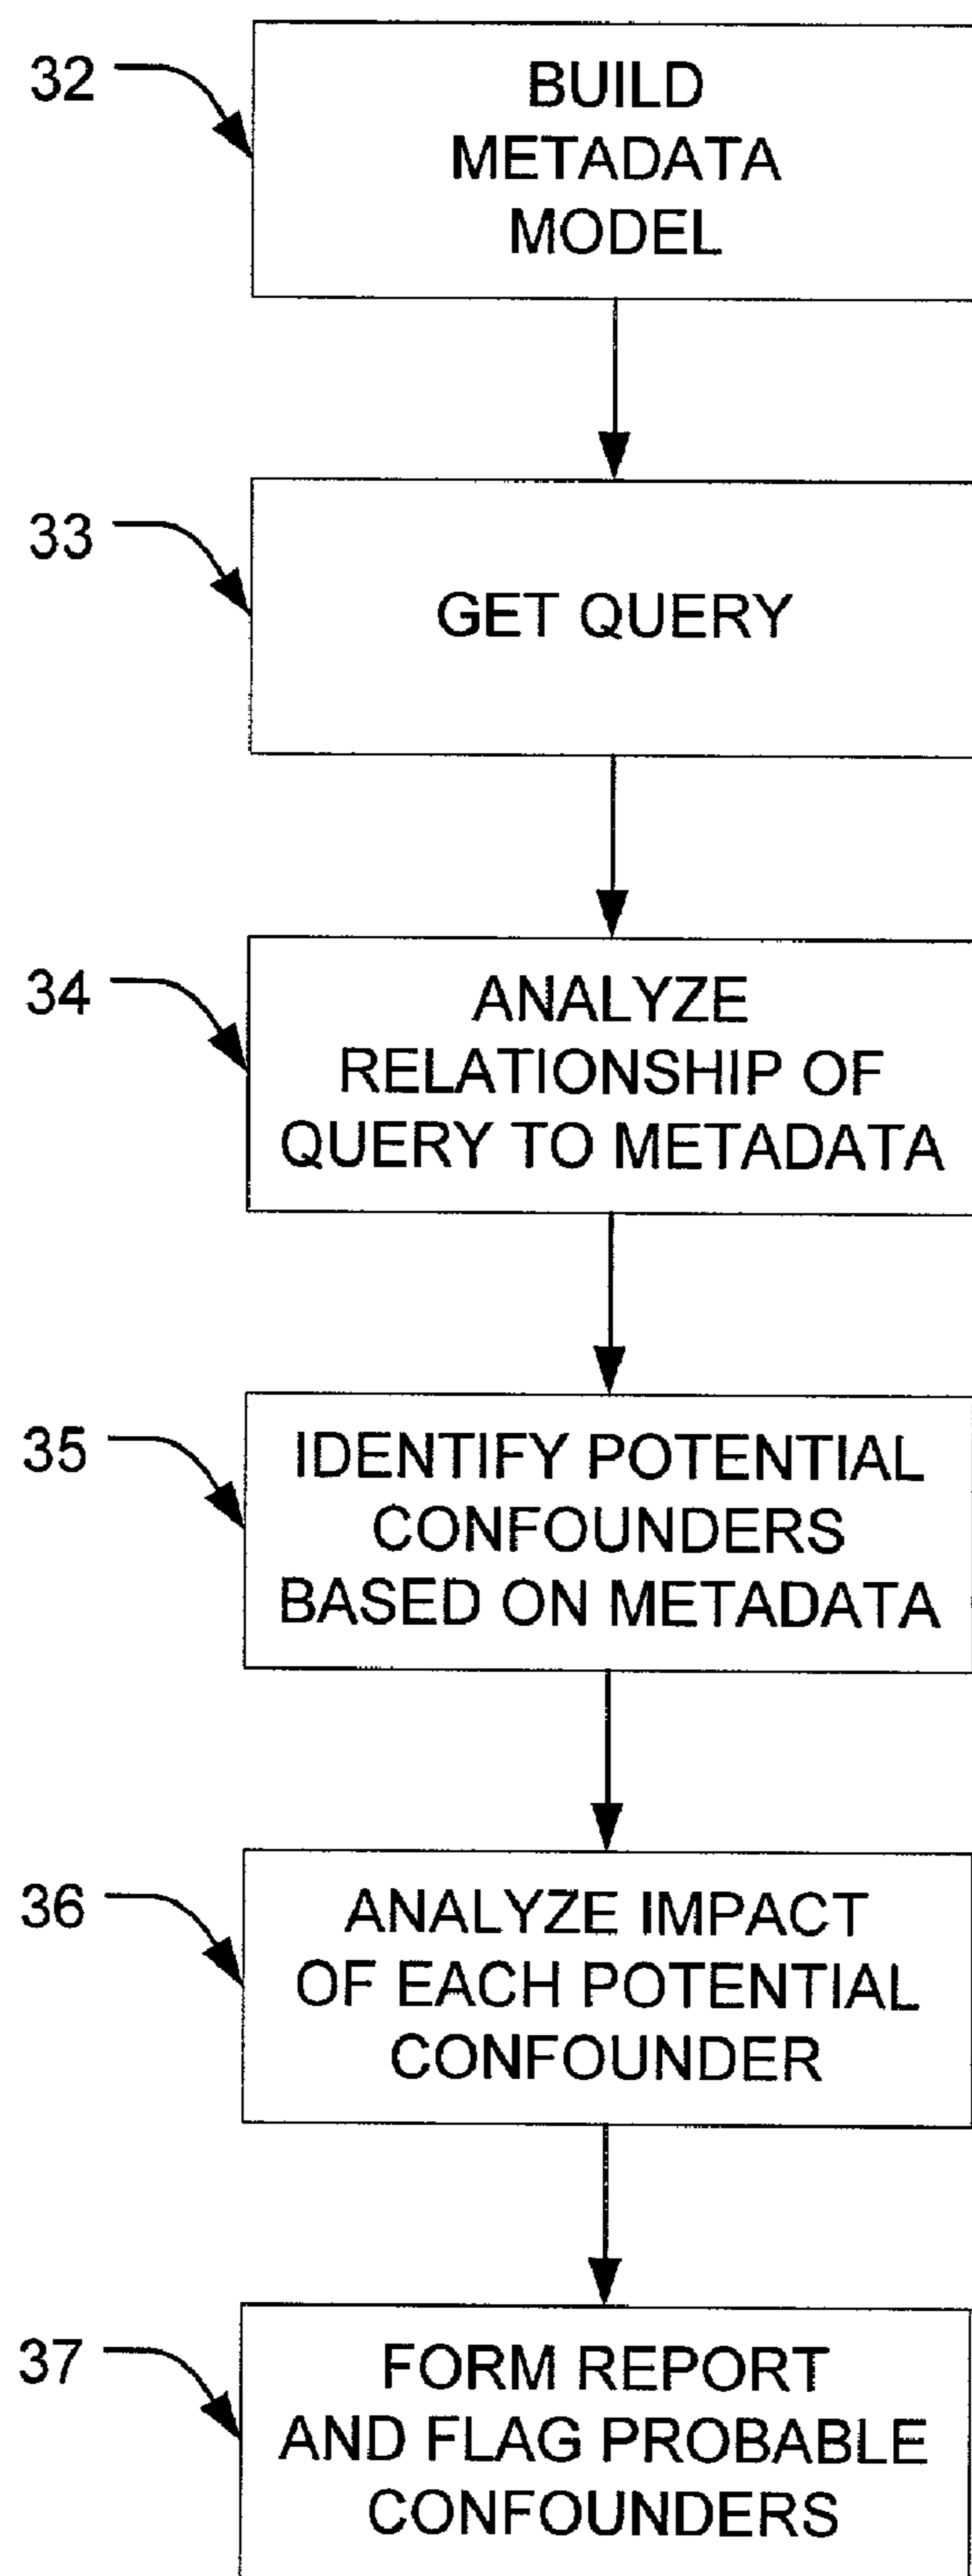 32
BUILD
METADATA
MODEL
33
GET QUERY
34
ANALYZE
RELATIONSHIP OF
QUERY TO METADATA
35
IDENTIFY POTENTIAL
CONFOUNDERS
BASED ON METADATA
36
ANALYZE IMPACT
OF EACH POTENTIAL
CONFOUNDER
37
FORM REPORT
AND FLAG PROBABLE
CONFOUNDERS